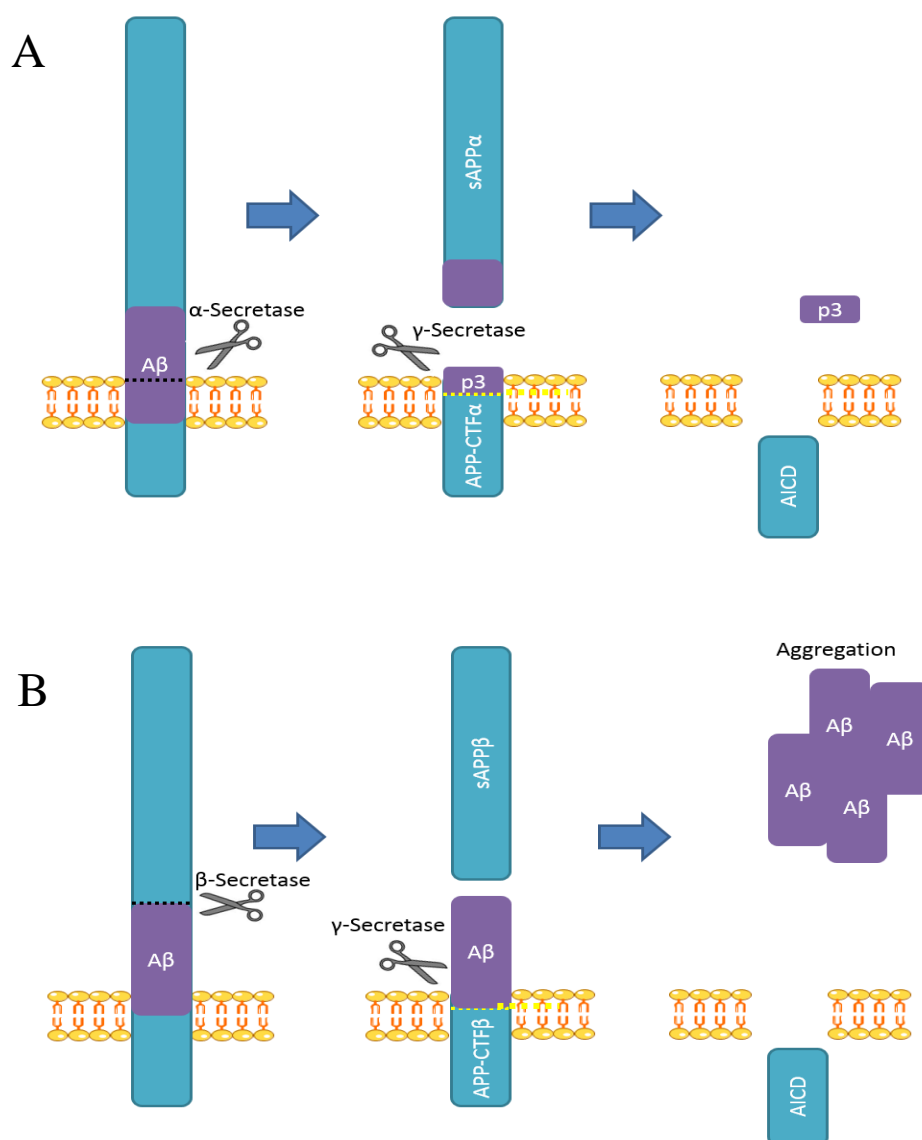 A
sAPPα
α-Secretase
γ-Secretase
p3
Aβ
p3
APP-CTFα
AICD
Aggregation
B
sAPPβ
Aβ
Aβ
Aβ
Aβ
β-Secretase
γ-Secretase
Aβ
Aβ
APP-CTFβ
AICD